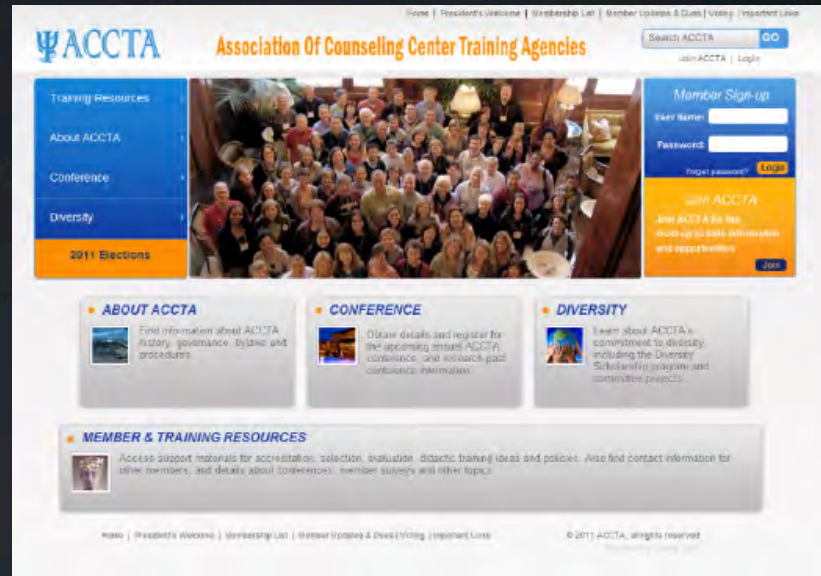 Home | President's Welcome | Membership List | Member Updates & Dues | Voting | Important Links
ΨACCTA
Association Of Counseling Center Training Agencies
Search ACCTA GO
Join ACCTA | Login
Training Resources
About ACCTA
Conference
Diversity
2011 Elections
Member Sign-up
User Name:
Password:
forgot password? Login
Join ACCTA
Join ACCTA for the
most-up-to-date information
and opportunities
Join
ABOUT ACCTA
Find information about ACCTA
history, governance, bylaws and
procedures.
CONFERENCE
Obtain details and register for
the upcoming annual ACCTA
conference, and research past
conference information.
DIVERSITY
Learn about ACCTA's
commitment to diversity,
including the Diversity
Scholarship program and
committee projects.
MEMBER & TRAINING RESOURCES
Access support materials for accreditation, selection, evaluation, didactic training ideas and policies. Also find contact information for
other members, and details about conferences, member surveys and other topics.
Home | President's Welcome | Membership List | Member Updates & Dues | Voting | Important Links
© 2011 ACCTA, all rights reserved